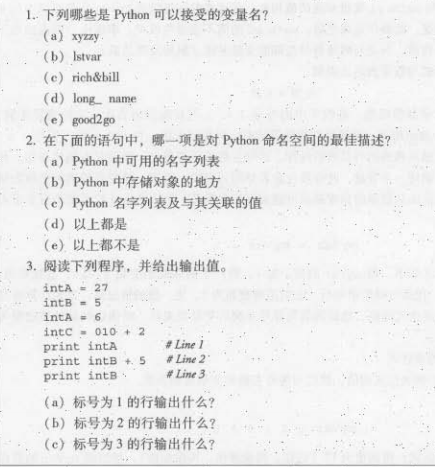 1. 下列哪些是 Python 可以接受的变量名？
(a) xyzzy
(b) lstvar
(c) rich&bill
(d) long_ name
(e) good2go
2. 在下面的语句中，哪一项是对 Python 命名空间的最佳描述？
(a) Python 中可用的名字列表
(b) Python 中存储对象的地方
(c) Python 名字列表及与其关联的值
(d) 以上都是
(e) 以上都不是
3. 阅读下列程序，并给出输出值。
intA = 27
intB = 5
intA = 6
intC = 010 + 2
print intA # Line 1
print intB + 5 # Line 2
print intB # Line 3
(a) 标号为 1 的行输出什么？
(b) 标号为 2 的行输出什么？
(c) 标号为 3 的行输出什么？